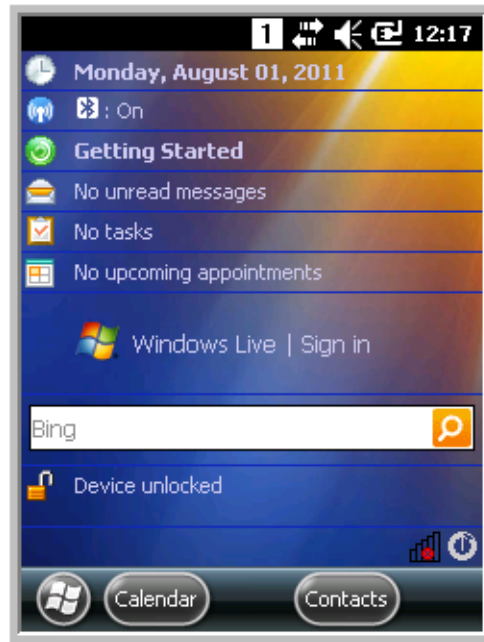 1 12:17
Monday, August 01, 2011
: On
Getting Started
No unread messages
No tasks
No upcoming appointments
Windows Live | Sign in
Bing
Device unlocked
Calendar Contacts